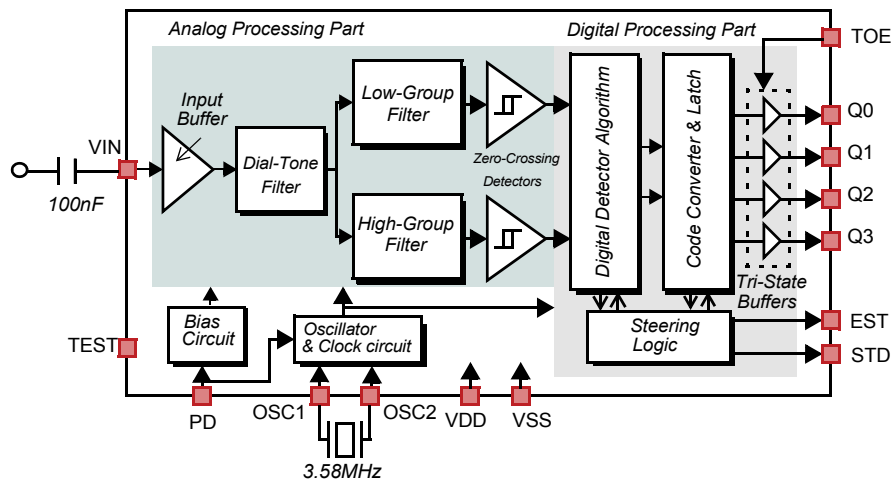 Analog Processing Part
Digital Processing Part
TOE
Input
Buffer
VIN
100nF
Dial-Tone
Filter
Low-Group
Filter
High-Group
Filter
Zero-Crossing
Detectors
Digital Detector Algorithm
Code Converter & Latch
Q0
Q1
Q2
Q3
Tri-State
Buffers
Bias
Circuit
Oscillator
& Clock circuit
Steering
Logic
EST
STD
TEST
PD
OSC1
OSC2
VDD
VSS
3.58MHz